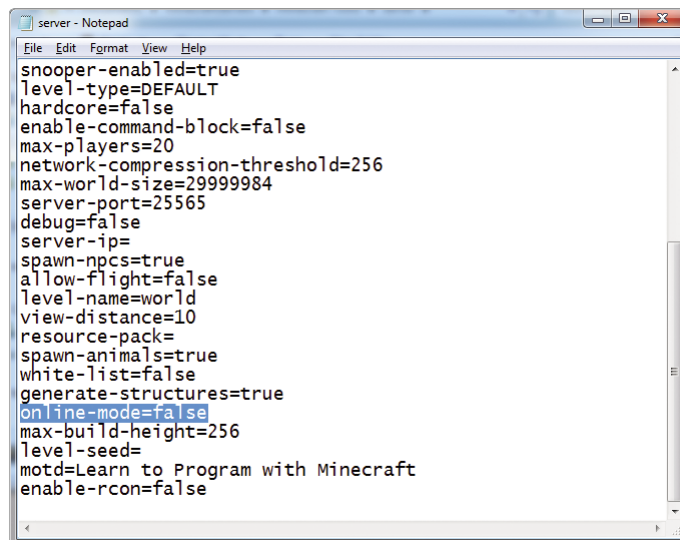 server - Notepad
File Edit Format View Help
snooper-enabled=true
level-type=DEFAULT
hardcore=false
enable-command-block=false
max-players=20
network-compression-threshold=256
max-world-size=29999984
server-port=25565
debug=false
server-ip=
spawn-npcs=true
allow-flight=false
level-name=world
view-distance=10
resource-pack=
spawn-animals=true
white-list=false
generate-structures=true
online-mode=false
max-build-height=256
level-seed=
motd=Learn to Program with Minecraft
enable-rcon=false